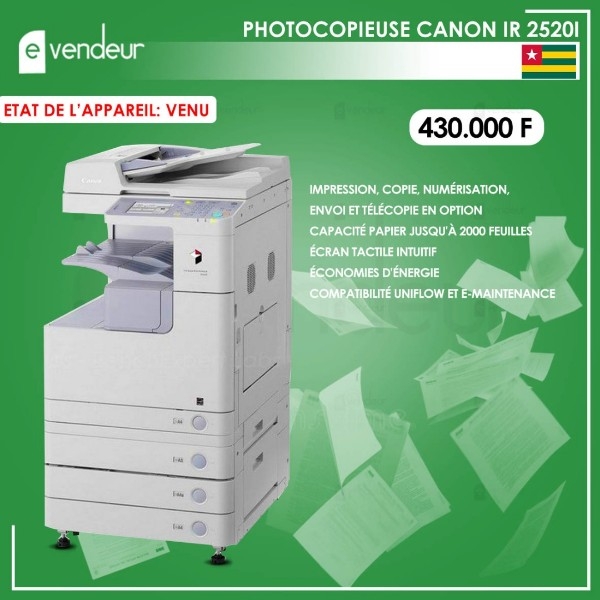 PHOTOCOPIEUSE CANON IR 2520I
e vendeur
ETAT DE L'APPAREIL: VENU
430.000 F
IMPRESSION, COPIE, NUMÉRISATION,
ENVOI ET TÉLÉCOPIE EN OPTION
CAPACITÉ PAPIER JUSQU'À 2000 FEUILLES
ÉCRAN TACTILE INTUITIF
ÉCONOMIES D'ÉNERGIE
COMPATIBILITÉ UNIFLOW ET E-MAINTENANCE
Canon